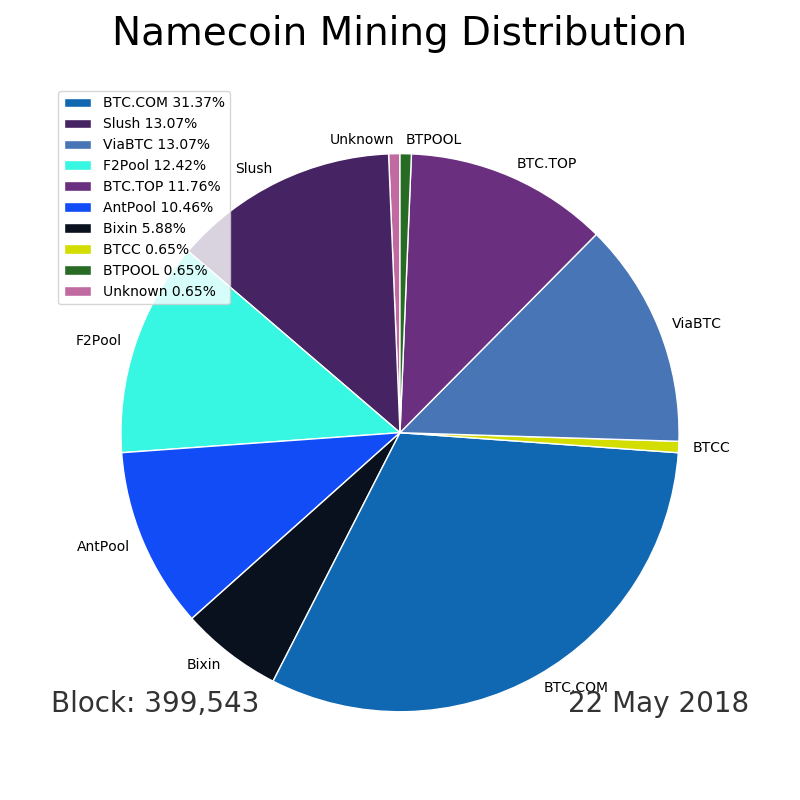 Namecoin Mining Distribution
BTC.COM 31.37%
Slush 13.07%
ViaBTC 13.07%
F2Pool 12.42%
BTC.TOP 11.76%
AntPool 10.46%
Bixin 5.88%
BTCC 0.65%
BTPOOL 0.65%
Unknown 0.65%
Unknown
BTPOOL
Slush
BTC.TOP
ViaBTC
F2Pool
BTCC
AntPool
Bixin
BTC.COM
Block: 399,543
22 May 2018